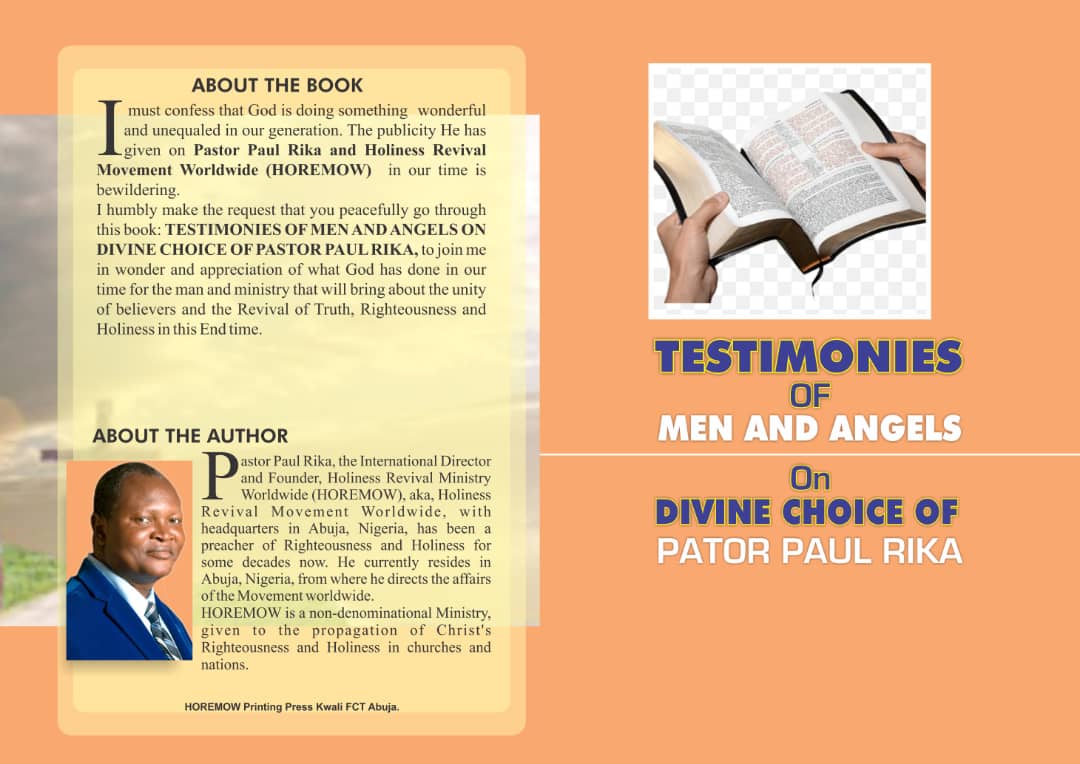 ABOUT THE BOOK
I must confess that God is doing something wonderful
and unequaled in our generation. The publicity He has
given on Pastor Paul Rika and Holiness Revival
Movement Worldwide (HOREMOW) in our time is
bewildering.
I humbly make the request that you peacefully go through
this book: TESTIMONIES OF MEN AND ANGELS ON
DIVINE CHOICE OF PASTOR PAUL RIKA, to join me
in wonder and appreciation of what God has done in our
time for the man and ministry that will bring about the unity
of believers and the Revival of Truth, Righteousness and
Holiness in this End time.
ABOUT THE AUTHOR
Pastor Paul Rika, the International Director
and Founder, Holiness Revival Ministry
Worldwide (HOREMOW), aka, Holiness
Revival Movement Worldwide, with
headquarters in Abuja, Nigeria, has been a
preacher of Righteousness and Holiness for
some decades now. He currently resides in
Abuja, Nigeria, from where he directs the affairs
of the Movement worldwide.
HOREMOW is a non-denominational Ministry,
given to the propagation of Christ's
Righteousness and Holiness in churches and
nations.
HOREMOW Printing Press Kwali FCT Abuja.
TESTIMONIES
OF
MEN AND ANGELS
On
DIVINE CHOICE OF
PATOR PAUL RIKA